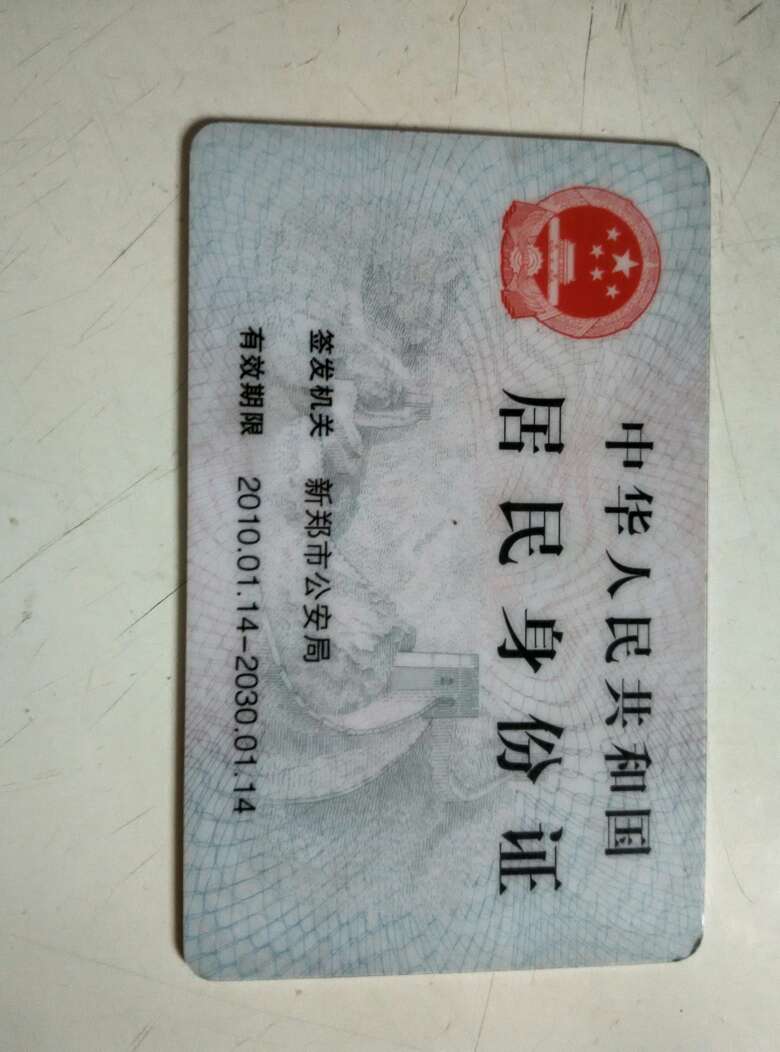 中华人民共和国
居民身份证
签发机关 新郑市公安局
有效期限 2010.01.14-2030.01.14